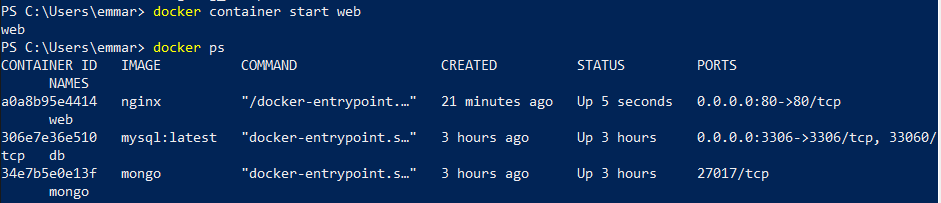 PS C:\Users\emmar> docker container start web
web
PS C:\Users\emmar> docker ps
CONTAINER ID   IMAGE          COMMAND                  CREATED          STATUS         PORTS
      NAMES
a0a8b95e4414   nginx          "/docker-entrypoint.…"   21 minutes ago   Up 5 seconds   0.0.0.0:80->80/tcp
      web
306e7e36e510   mysql:latest   "docker-entrypoint.s…"   3 hours ago      Up 3 hours     0.0.0.0:3306->3306/tcp, 33060/
tcp   db
34e7b5e0e13f   mongo          "docker-entrypoint.s…"   3 hours ago      Up 3 hours     27017/tcp
      mongo